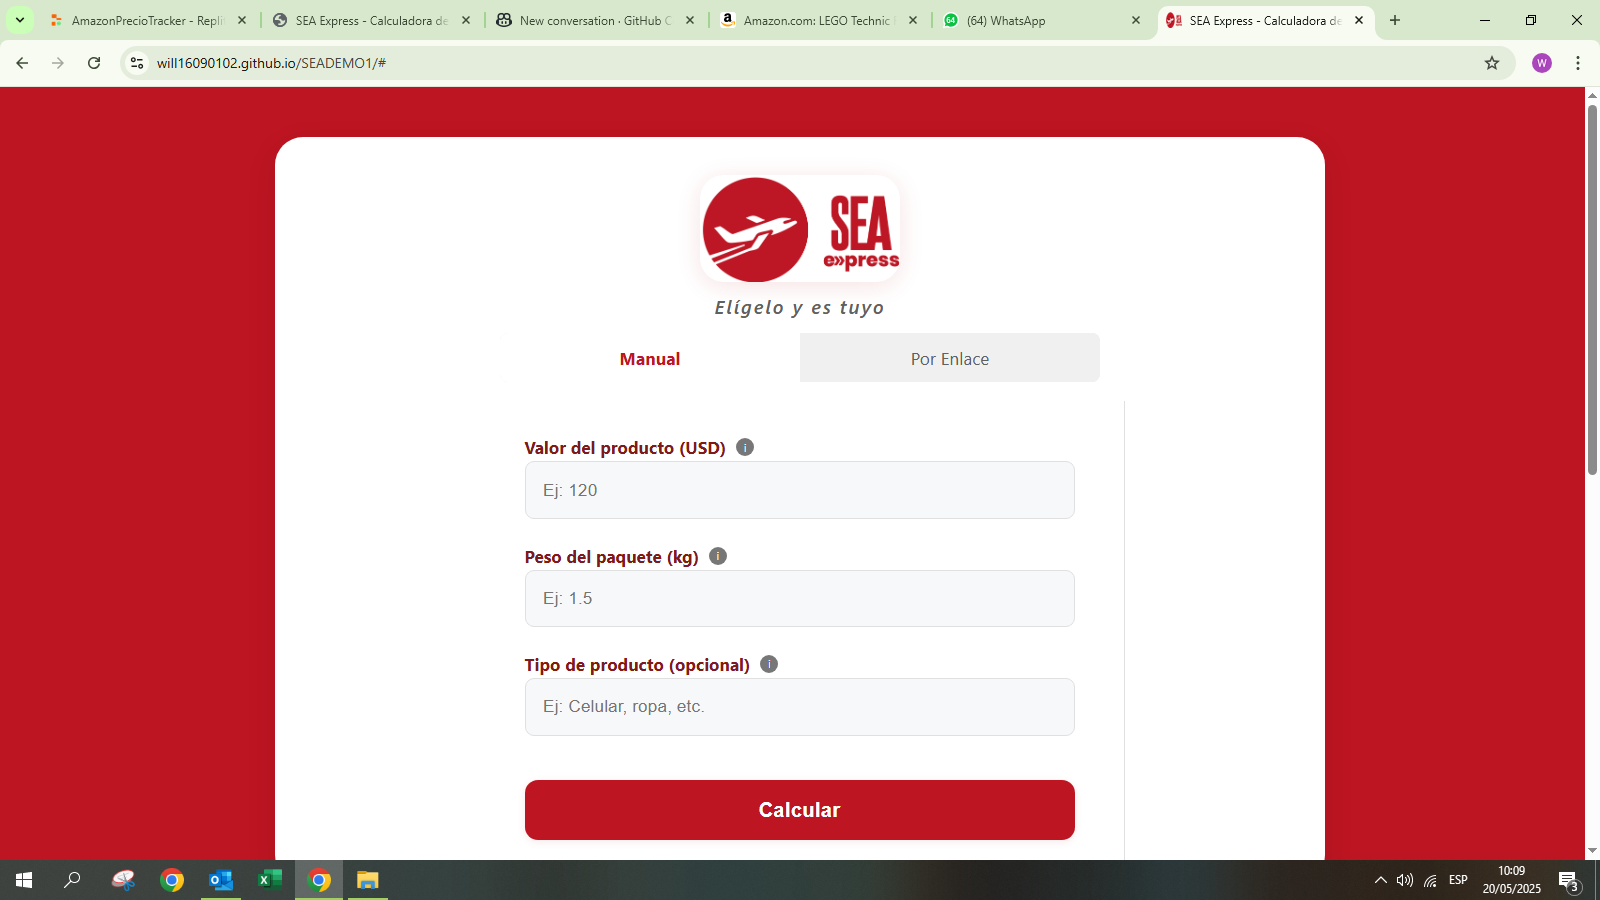 AmazonPrecioTracker - Repli
SEA Express - Calculadora de
New conversation · GitHub C
Amazon.com: LEGO Technic
(64) WhatsApp
SEA Express - Calculadora de
will16090102.github.io/SEADEMO1/#
W
SEA
e»press
Elígelo y es tuyo
Manual
Por Enlace
Valor del producto (USD)
Ej: 120
Peso del paquete (kg)
Ej: 1.5
Tipo de producto (opcional)
Ej: Celular, ropa, etc.
Calcular
ESP
10:09
20/05/2025
3